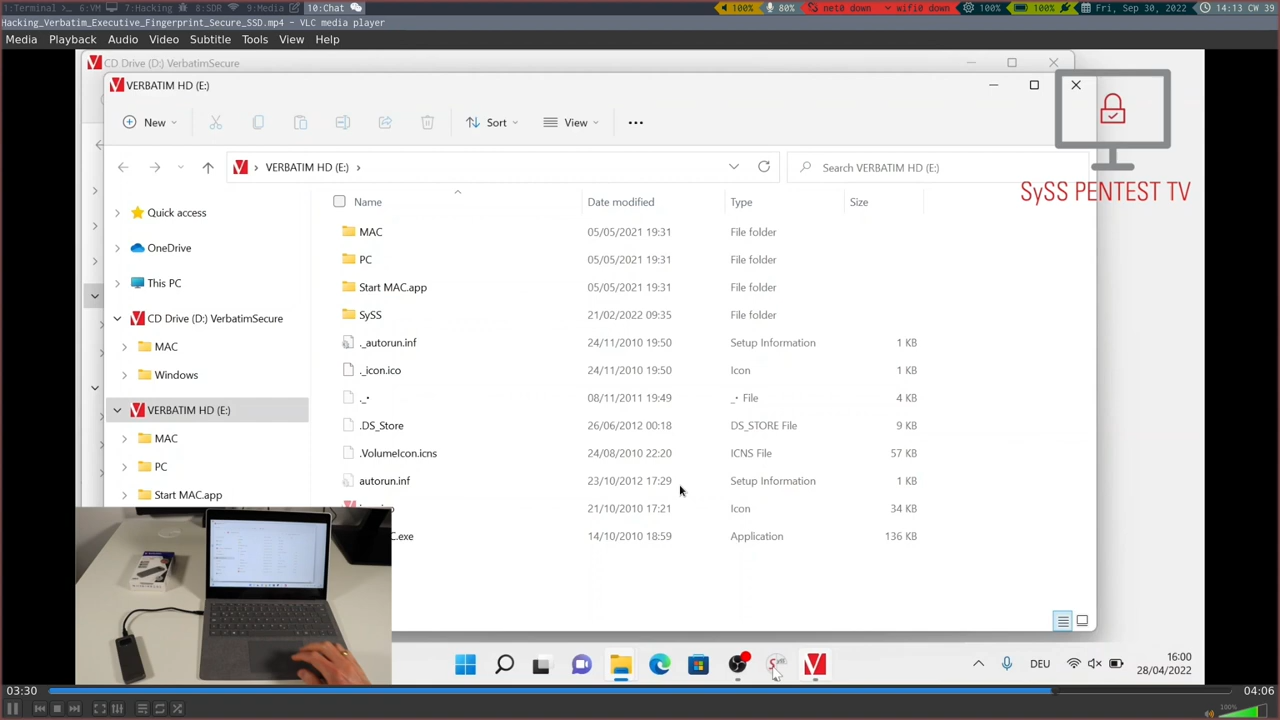 1:Terminal 6:VM 7:Hacking 8:SDR 9:Media 10:Chat 100% 80% net0 down wifi0 down 100% 100% Fri, Sep 30, 2022 14:13 CW 39
Hacking_Verbatim_Executive_Fingerprint_Secure_SSD.mp4 - VLC media player
Media Playback Audio Video Subtitle Tools View Help
CD Drive (D:) VerbatimSecure
VERBATIM HD (E:)
New Sort View
VERBATIM HD (E:) Search VERBATIM HD (E:)
SySS PENTEST TV
Name Date modified Type Size
Quick access
OneDrive
This PC
CD Drive (D:) VerbatimSecure
MAC
Windows
VERBATIM HD (E:)
MAC
PC
Start MAC.app
MAC 05/05/2021 19:31 File folder
PC 05/05/2021 19:31 File folder
Start MAC.app 05/05/2021 19:31 File folder
SySS 21/02/2022 09:35 File folder
._autorun.inf 24/11/2010 19:50 Setup Information 1 KB
._icon.ico 24/11/2010 19:50 Icon 1 KB
._• 08/11/2011 19:49 _• File 4 KB
.DS_Store 26/06/2012 00:18 DS_STORE File 9 KB
.VolumeIcon.icns 24/08/2010 22:20 ICNS File 57 KB
autorun.inf 23/10/2012 17:29 Setup Information 1 KB
21/10/2010 17:21 Icon 34 KB
C.exe 14/10/2010 18:59 Application 136 KB
DEU 16:00
28/04/2022
03:30 04:06
100%